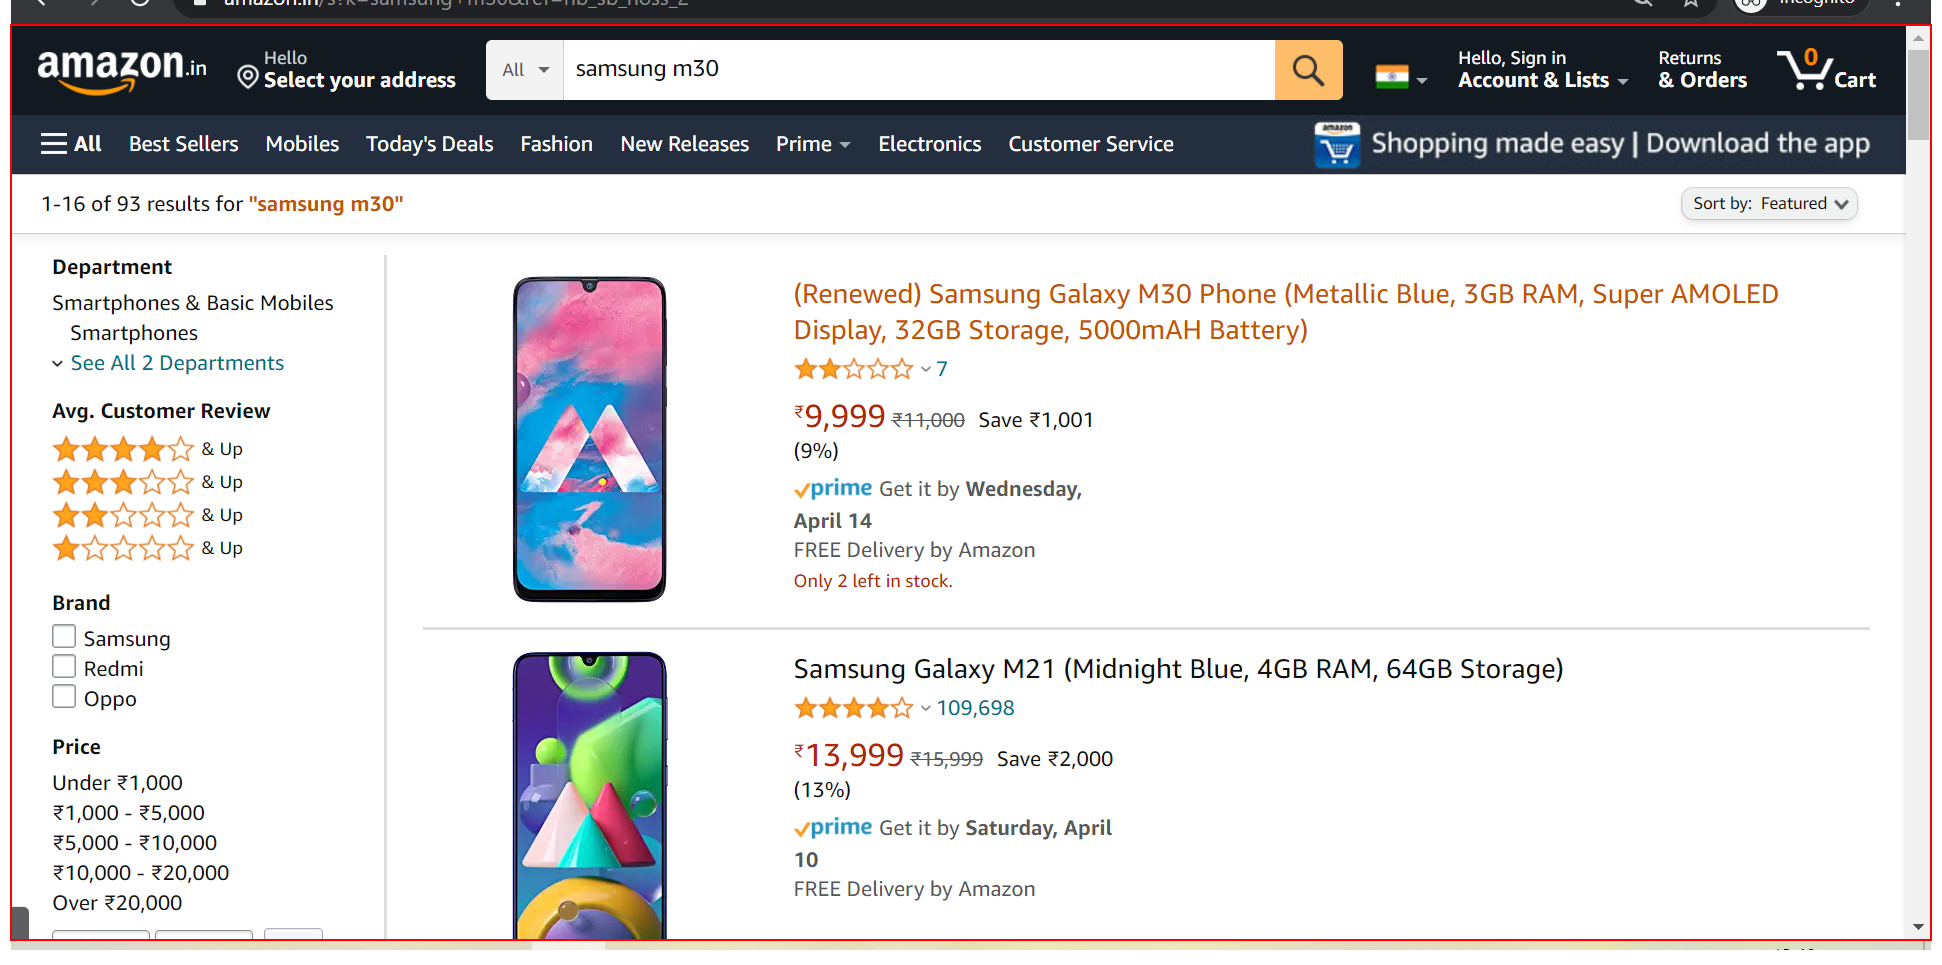 amazon.in/s?k=samsung+m30&ref=nb_sb_noss_2
Incognito
amazon.in
Hello
Select your address
All
samsung m30
Hello, Sign in
Account & Lists
Returns
& Orders
0
Cart
All Best Sellers Mobiles Today's Deals Fashion New Releases Prime Electronics Customer Service
amazon
Shopping made easy | Download the app
1-16 of 93 results for "samsung m30"
Sort by: Featured
Department
Smartphones & Basic Mobiles
Smartphones
See All 2 Departments
Avg. Customer Review
& Up
& Up
& Up
& Up
Brand
Samsung
Redmi
Oppo
Price
Under ₹1,000
₹1,000 - ₹5,000
₹5,000 - ₹10,000
₹10,000 - ₹20,000
Over ₹20,000
(Renewed) Samsung Galaxy M30 Phone (Metallic Blue, 3GB RAM, Super AMOLED
Display, 32GB Storage, 5000mAH Battery)
7
₹9,999 ₹11,000 Save ₹1,001
(9%)
prime Get it by Wednesday,
April 14
FREE Delivery by Amazon
Only 2 left in stock.
Samsung Galaxy M21 (Midnight Blue, 4GB RAM, 64GB Storage)
109,698
₹13,999 ₹15,999 Save ₹2,000
(13%)
prime Get it by Saturday, April
10
FREE Delivery by Amazon